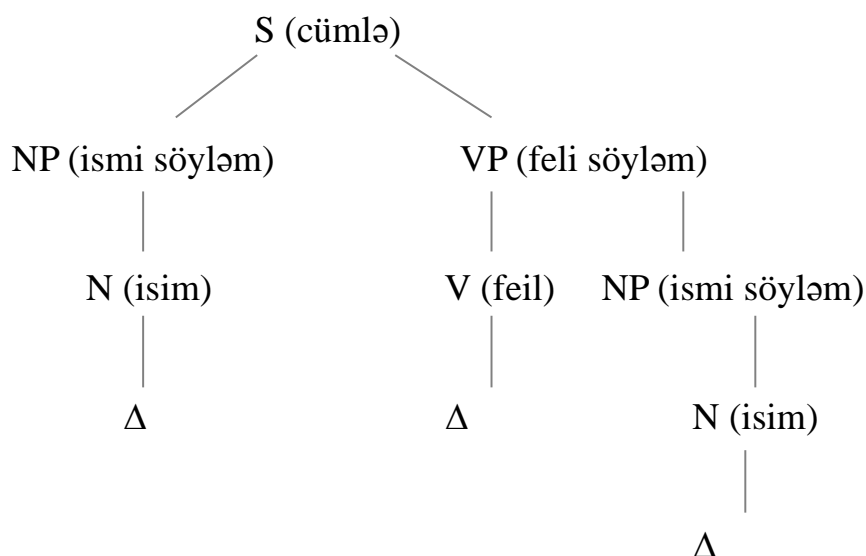 S (cümlə)
NP (ismi söyləm) VP (feli söyləm)
N (isim) V (feil) NP (ismi söyləm)
Δ Δ N (isim)
Δ